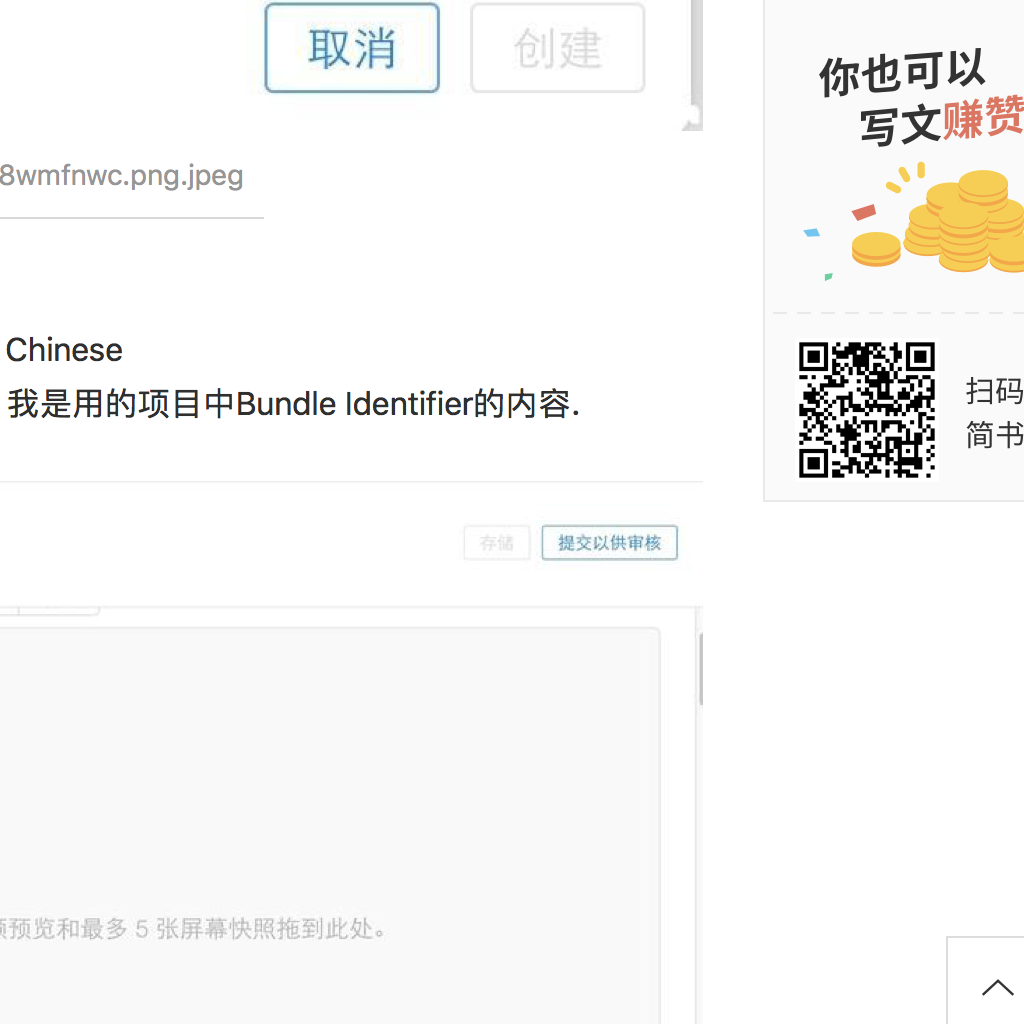 取消
创建
8wmfnwc.png.jpeg
Chinese
我是用的项目中Bundle Identifier的内容.
存储
提交以供审核
预览和最多 5 张屏幕快照拖到此处。
你也可以
写文赚赞
扫码
简书